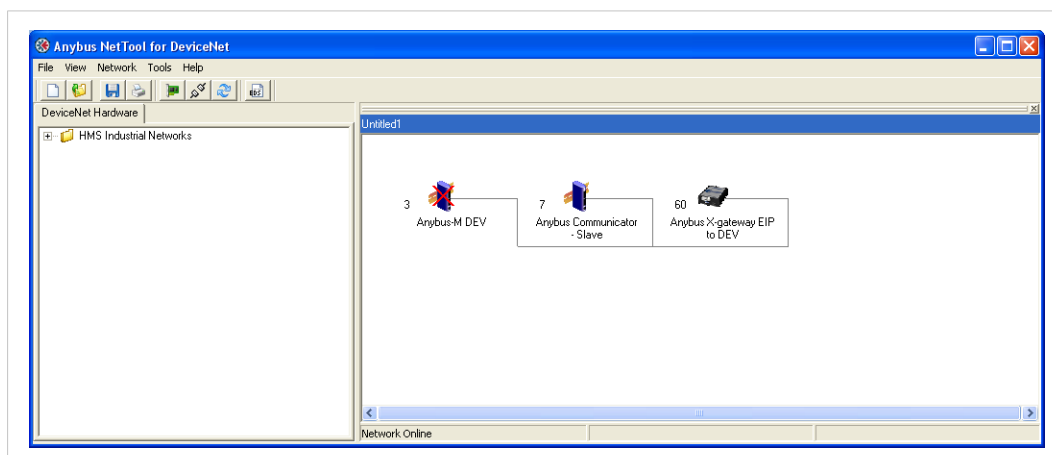 Anybus NetTool for DeviceNet
File View Network Tools Help
DeviceNet Hardware
HMS Industrial Networks
Untitled1
3
Anybus-M DEV
7
Anybus Communicator
- Slave
60
Anybus X-gateway EIP
to DEV
Network Online